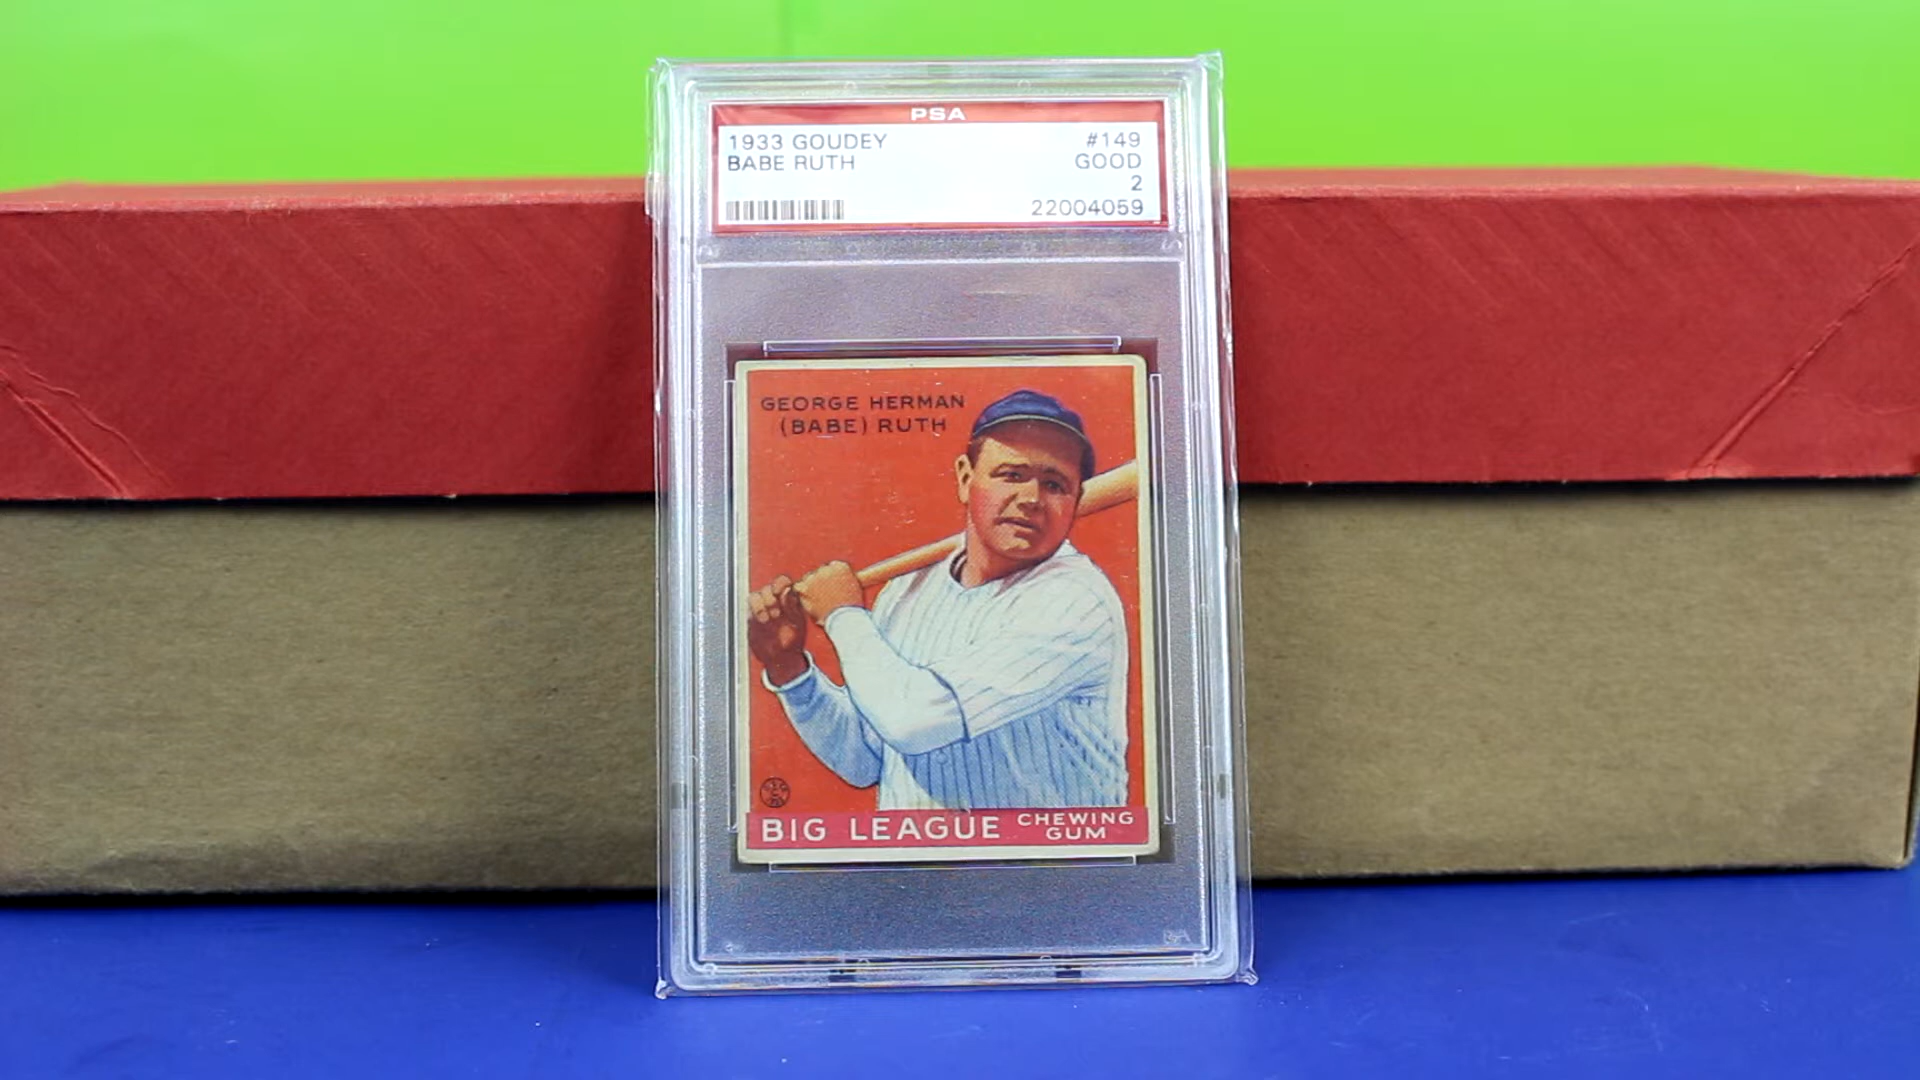 PSA
1933 GOUDEY #149
BABE RUTH GOOD
2
22004059
GEORGE HERMAN
(BABE) RUTH
BIG LEAGUE CHEWING
GUM